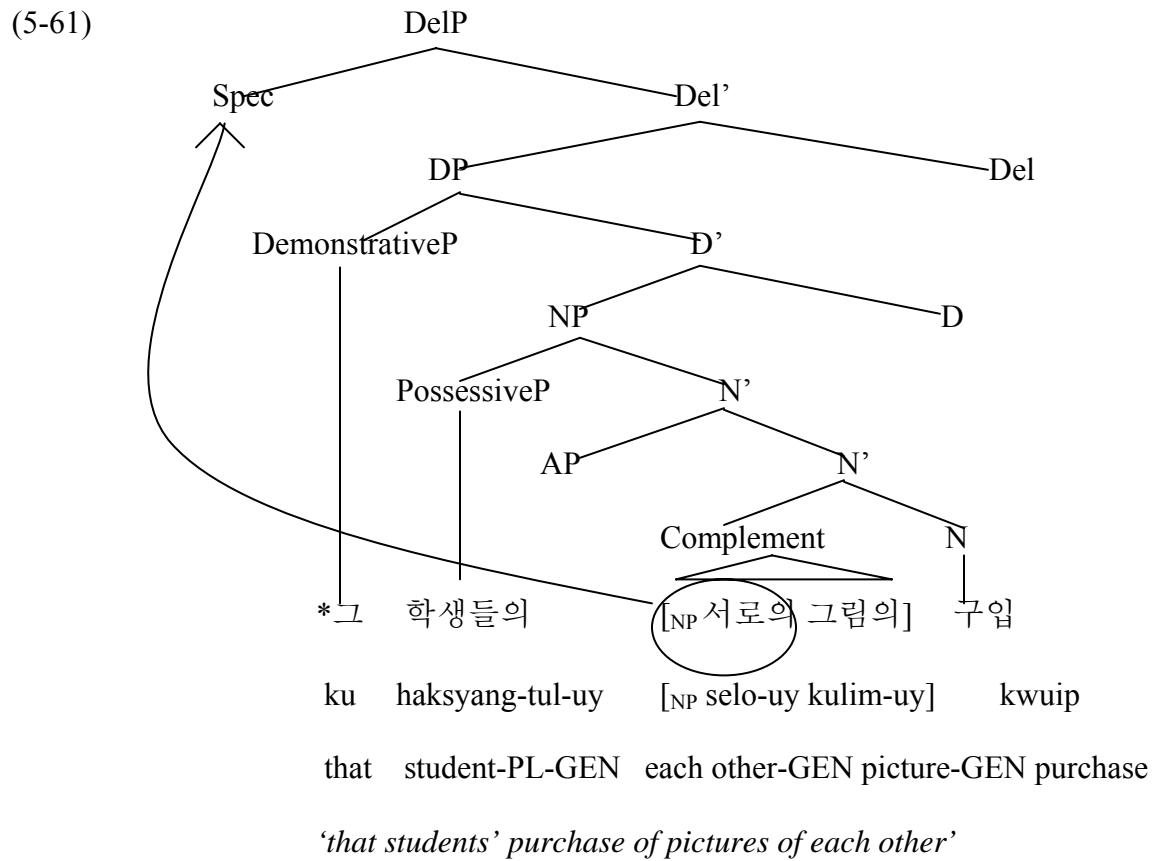 (5-61) DelP
Spec Del’
DP Del
DemonstrativeP D’
NP D
PossessiveP N’
AP N’
Complement N
*그 학생들의 [NP 서로의 그림의] 구입
ku haksyang-tul-uy [NP selo-uy kulim-uy] kwuip
that student-PL-GEN each other-GEN picture-GEN purchase
‘that students’ purchase of pictures of each other’